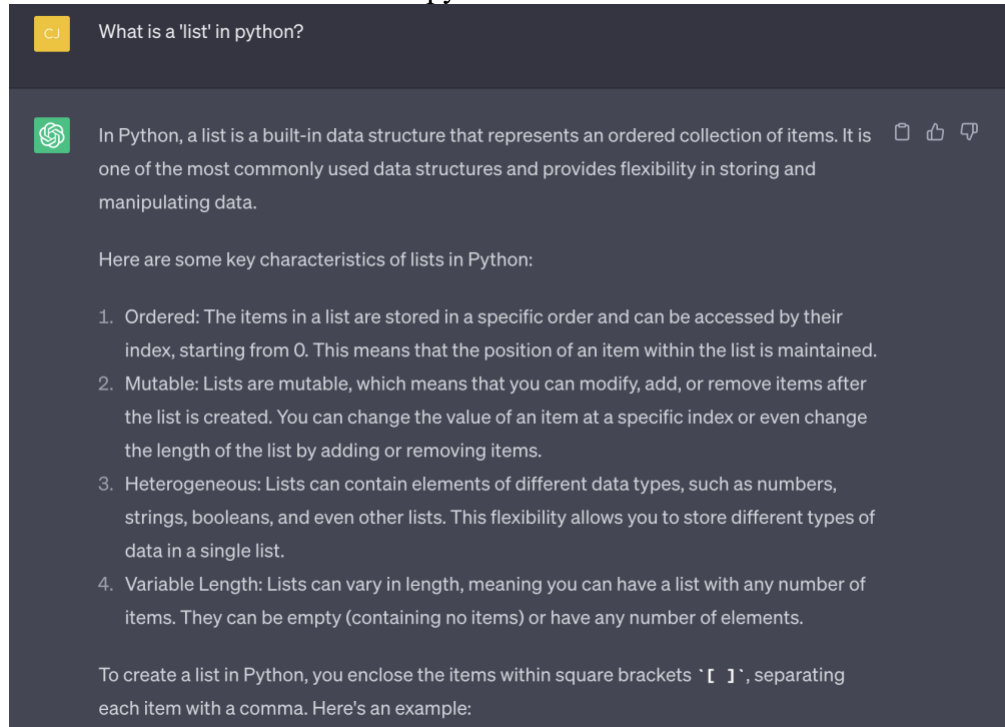 py
CJ What is a 'list' in python?
In Python, a list is a built-in data structure that represents an ordered collection of items. It is
one of the most commonly used data structures and provides flexibility in storing and
manipulating data.
Here are some key characteristics of lists in Python:
1. Ordered: The items in a list are stored in a specific order and can be accessed by their
index, starting from 0. This means that the position of an item within the list is maintained.
2. Mutable: Lists are mutable, which means that you can modify, add, or remove items after
the list is created. You can change the value of an item at a specific index or even change
the length of the list by adding or removing items.
3. Heterogeneous: Lists can contain elements of different data types, such as numbers,
strings, booleans, and even other lists. This flexibility allows you to store different types of
data in a single list.
4. Variable Length: Lists can vary in length, meaning you can have a list with any number of
items. They can be empty (containing no items) or have any number of elements.
To create a list in Python, you enclose the items within square brackets `[ ]`, separating
each item with a comma. Here's an example: